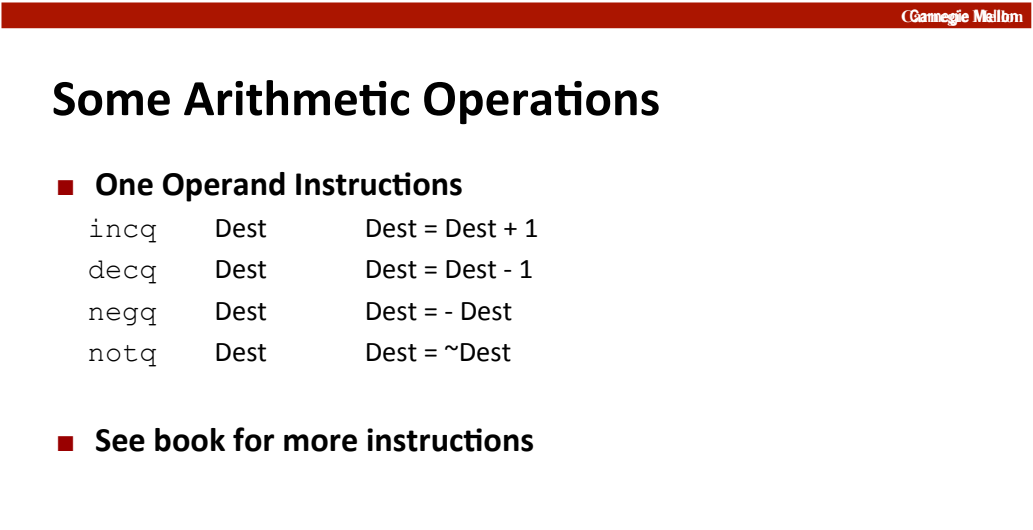 Carnegie Mellon
Some Arithmetic Operations
■ One Operand Instructions
incq Dest Dest = Dest + 1
decq Dest Dest = Dest - 1
negq Dest Dest = - Dest
notq Dest Dest = ~Dest
■ See book for more instructions